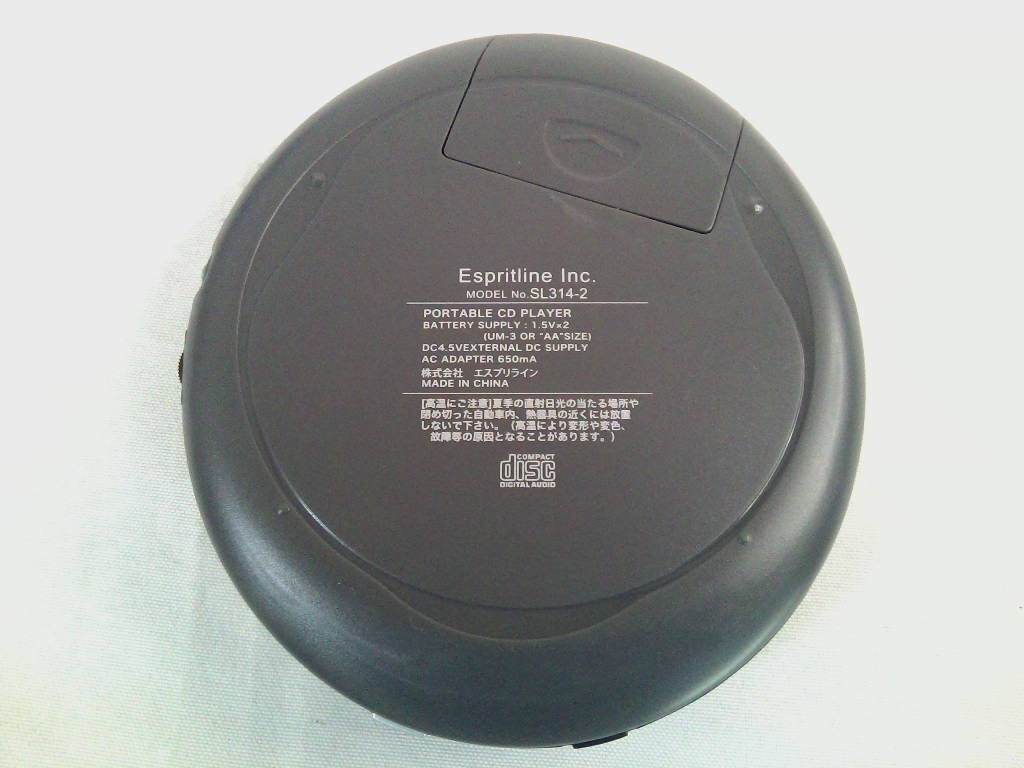 Espritline Inc.
MODEL No.SL314-2
PORTABLE CD PLAYER
BATTERY SUPPLY : 1.5V×2
(UM-3 OR "AA"SIZE)
DC4.5VEXTERNAL DC SUPPLY
AC ADAPTER 650mA
株式会社 エスプリライン
MADE IN CHINA
[高温にご注意]夏季の直射日光の当たる場所や
閉め切った自動車内、熱器具の近くには放置
しないで下さい。（高温により変形や変色、
故障等の原因となることがあります。）
COMPACT
disc
DIGITAL AUDIO